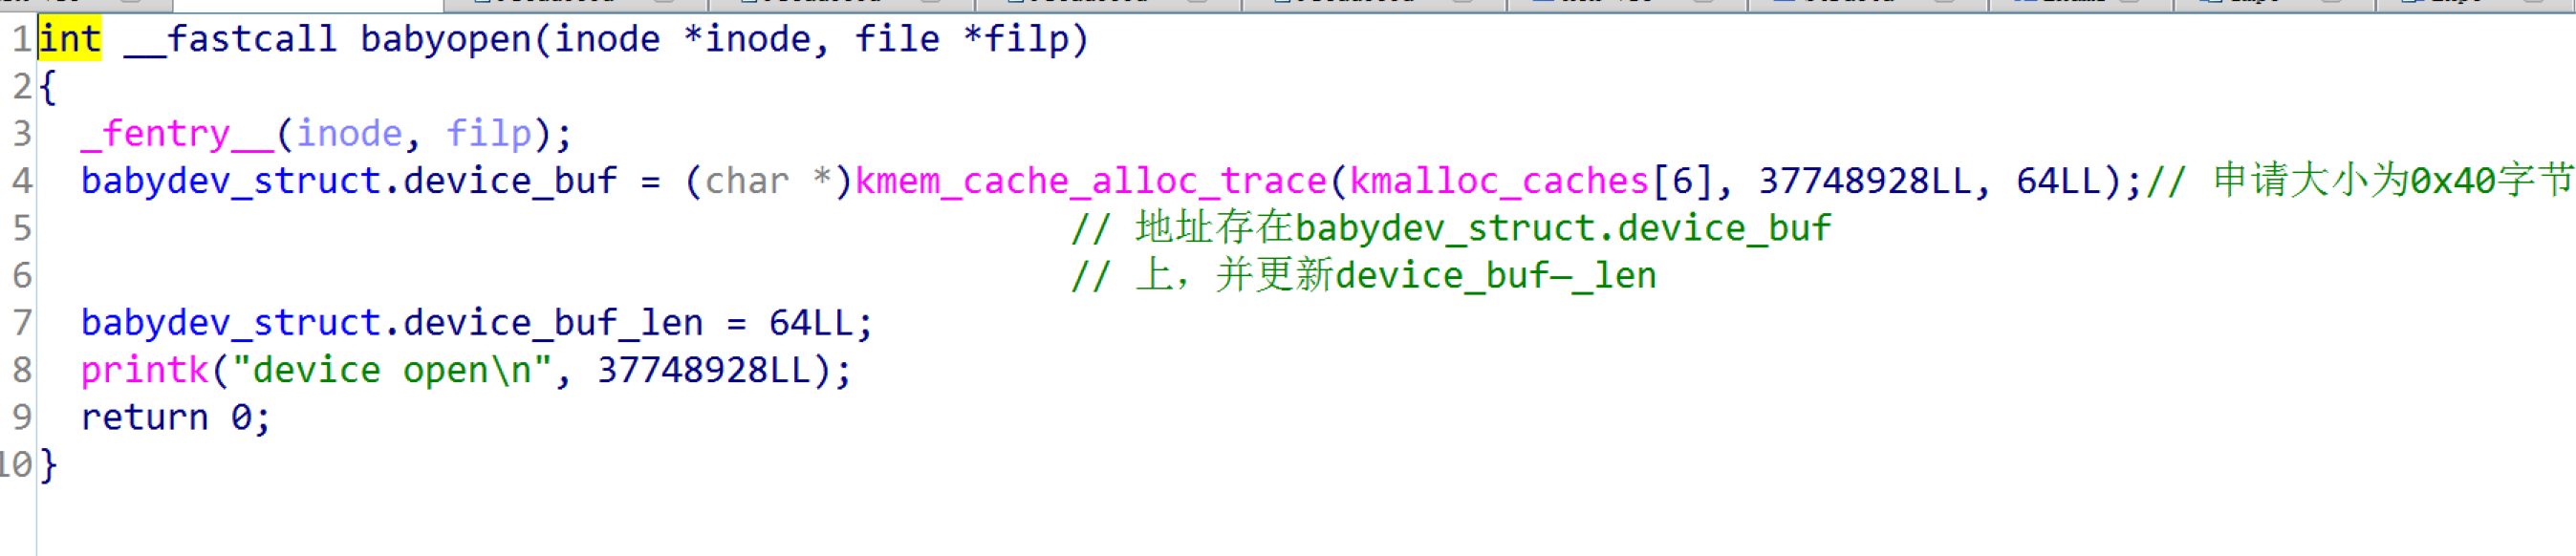 1 int __fastcall babyopen(inode *inode, file *filp)
2 {
3 _fentry__(inode, filp);
4 babydev_struct.device_buf = (char *)kmem_cache_alloc_trace(kmalloc_caches[6], 37748928LL, 64LL);// 申请大小为0x40字节
5 // 地址存在babydev_struct.device_buf
6 // 上，并更新device_buf—_len
7 babydev_struct.device_buf_len = 64LL;
8 printk("device open\n", 37748928LL);
9 return 0;
10 }